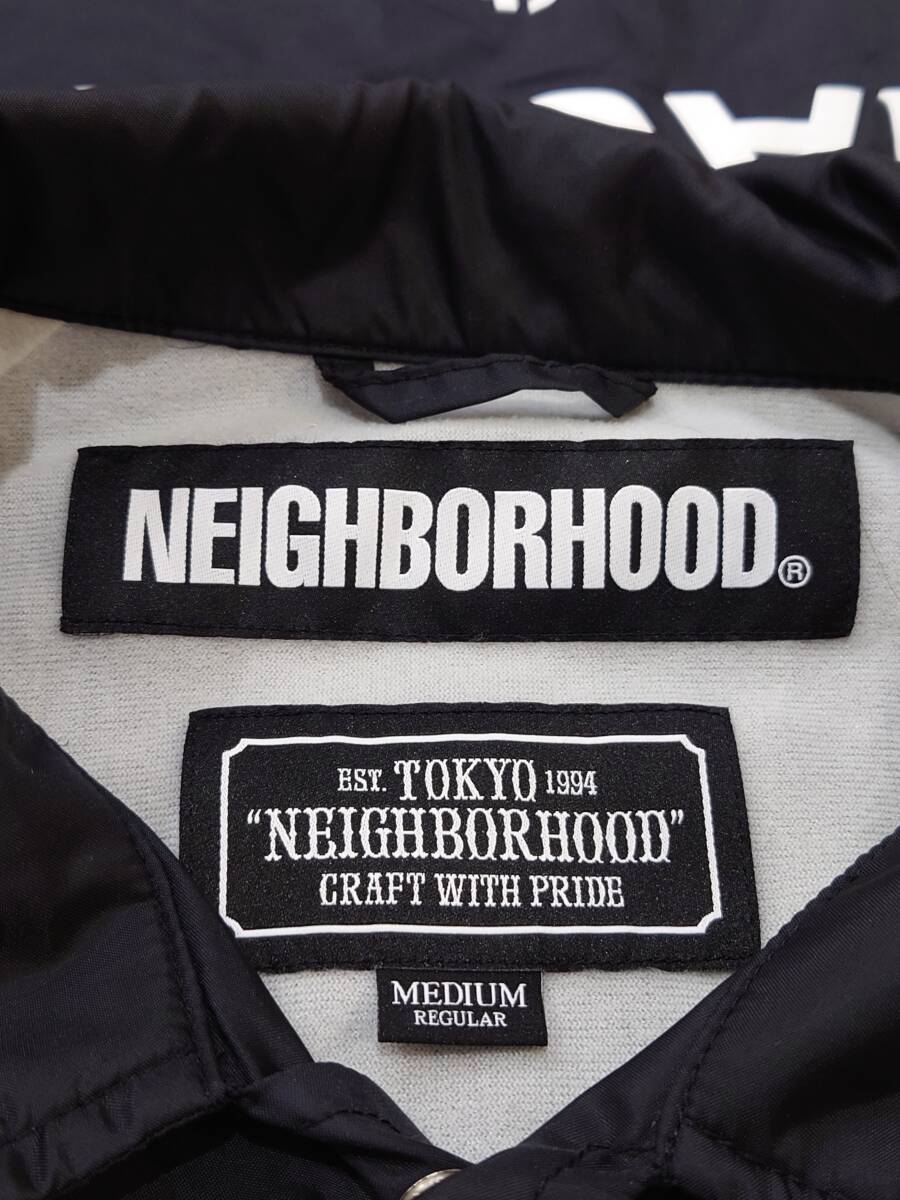 NEIGHBORHOOD®
EST. TOKYO 1994
"NEIGHBORHOOD"
CRAFT WITH PRIDE
MEDIUM
REGULAR